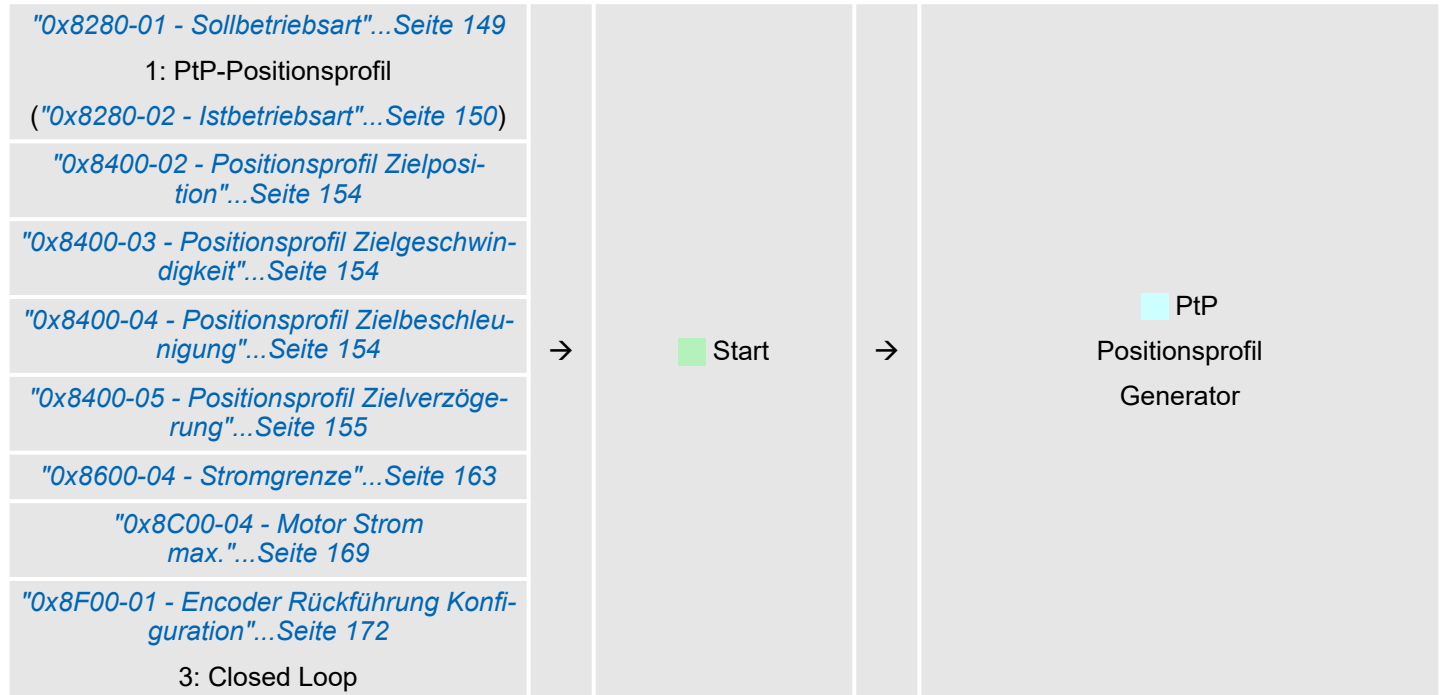 "0x8280-01 - Sollbetriebsart"...Seite 149
1: PtP-Positionsprofil
("0x8280-02 - Istbetriebsart"...Seite 150)
"0x8400-02 - Positionsprofil Zielposi-
tion"...Seite 154
"0x8400-03 - Positionsprofil Zielgeschwin-
digkeit"...Seite 154
"0x8400-04 - Positionsprofil Zielbeschleu-
nigung"...Seite 154
"0x8400-05 - Positionsprofil Zielverzöge-
rung"...Seite 155
"0x8600-04 - Stromgrenze"...Seite 163
"0x8C00-04 - Motor Strom
max."...Seite 169
"0x8F00-01 - Encoder Rückführung Konfi-
guration"...Seite 172
3: Closed Loop
→
Start
→
PtP
Positionsprofil
Generator